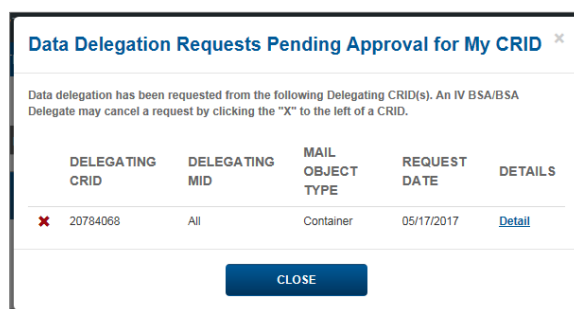 Data Delegation Requests Pending Approval for My CRID ×
Data delegation has been requested from the following Delegating CRID(s). An IV BSA/BSA
Delegate may cancel a request by clicking the "X" to the left of a CRID.
DELEGATING CRID DELEGATING MID MAIL OBJECT TYPE REQUEST DATE DETAILS
✖ 20784068 All Container 05/17/2017 Detail
CLOSE